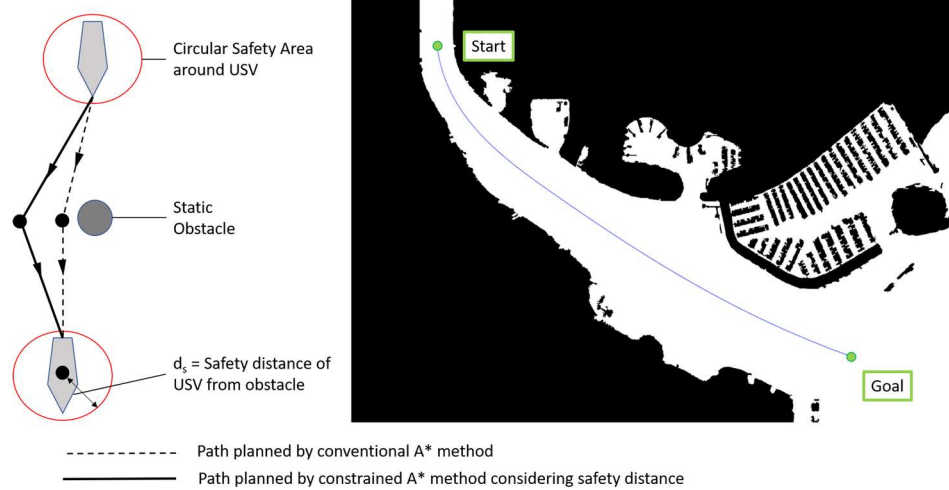 Circular Safety Area
around USV
Static
Obstacle
dₛ = Safety distance of
USV from obstacle
Start
Goal
Path planned by conventional A* method
Path planned by constrained A* method considering safety distance